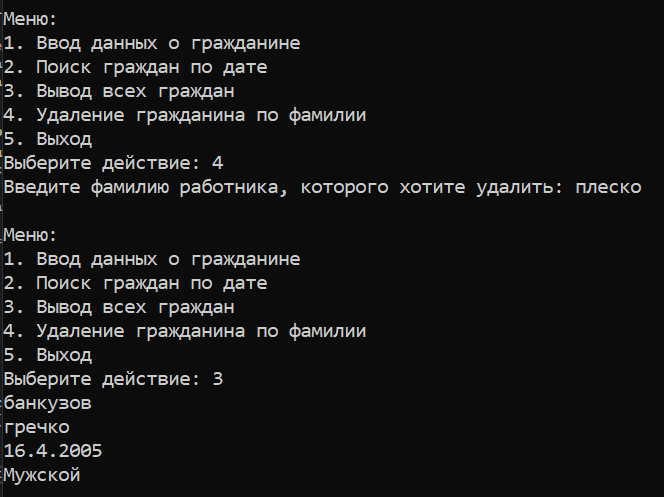 Меню:
1. Ввод данных о гражданине
2. Поиск граждан по дате
3. Вывод всех граждан
4. Удаление гражданина по фамилии
5. Выход
Выберите действие: 4
Введите фамилию работника, которого хотите удалить: плеско
Меню:
1. Ввод данных о гражданине
2. Поиск граждан по дате
3. Вывод всех граждан
4. Удаление гражданина по фамилии
5. Выход
Выберите действие: 3
банкузов
гречко
16.4.2005
Мужской